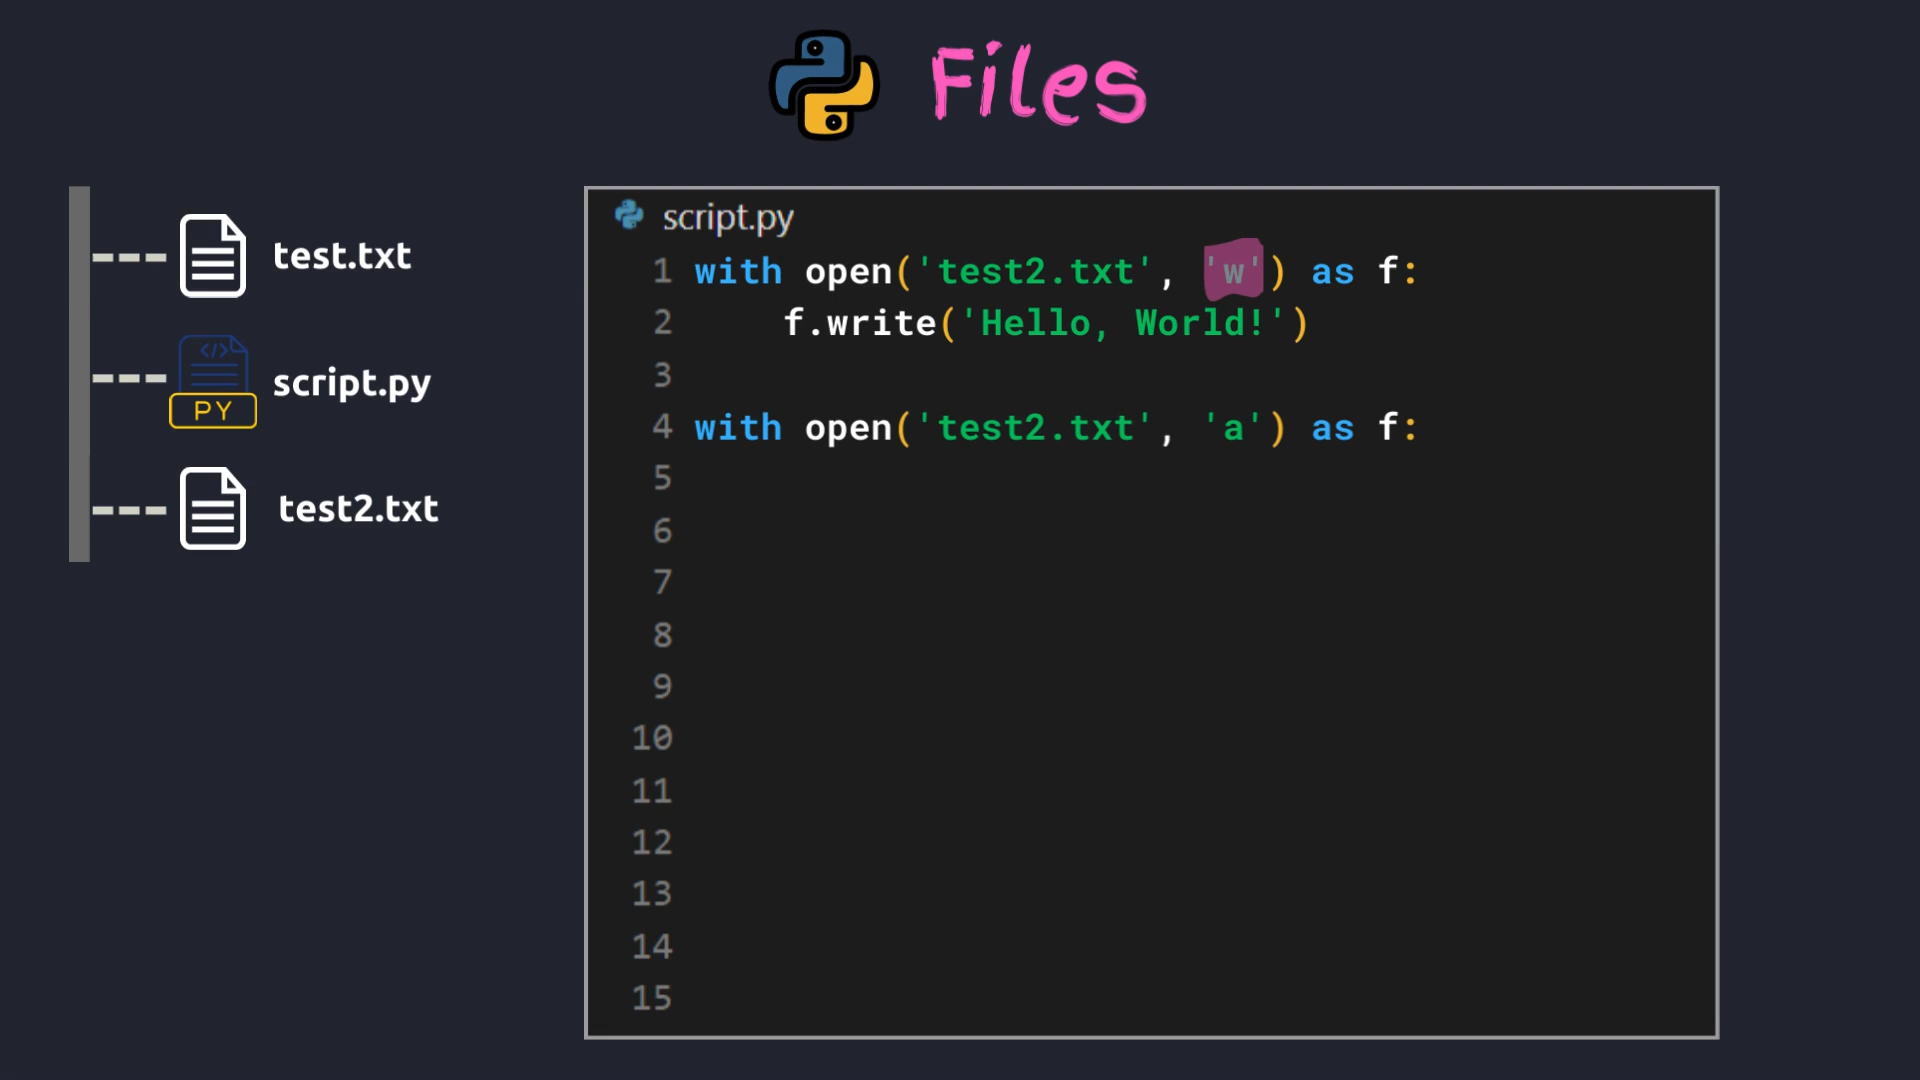 Files
test.txt
</>
PY
script.py
test2.txt
script.py
1 with open('test2.txt', 'w') as f:
2     f.write('Hello, World!')
3
4 with open('test2.txt', 'a') as f:
5
6
7
8
9
10
11
12
13
14
15